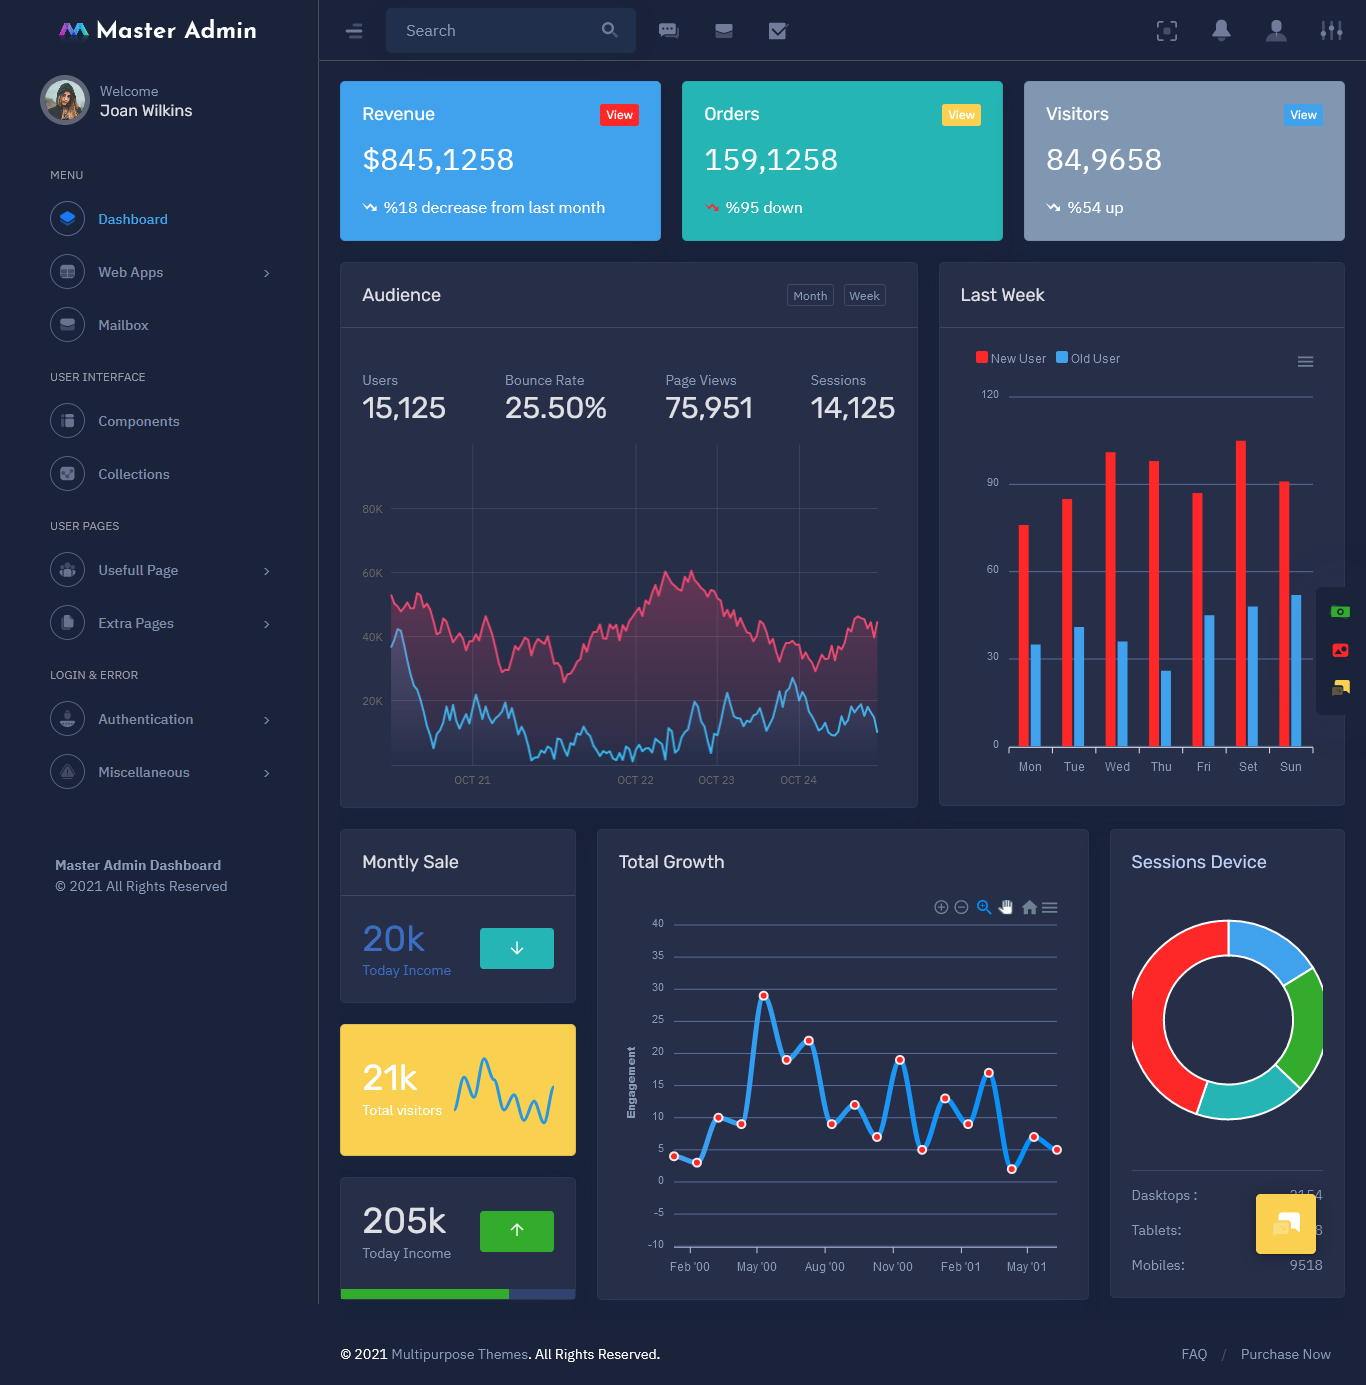 Master Admin
Search
Welcome
Joan Wilkins
MENU
Dashboard
Web Apps
Mailbox
USER INTERFACE
Components
Collections
USER PAGES
Usefull Page
Extra Pages
LOGIN & ERROR
Authentication
Miscellaneous
Master Admin Dashboard
© 2021 All Rights Reserved
Revenue View
$845,1258
%18 decrease from last month
Orders View
159,1258
%95 down
Visitors View
84,9658
%54 up
Audience Month Week
Users Bounce Rate Page Views Sessions
15,125 25.50% 75,951 14,125
80K
60K
40K
20K
OCT 21 OCT 22 OCT 23 OCT 24
Last Week
New User Old User
120
90
60
30
0
Mon Tue Wed Thu Fri Set Sun
Montly Sale
20k
Today Income
21k
Total visitors
205k
Today Income
Total Growth
40
35
30
25
20
15
10
5
0
-5
-10
Engagement
Feb '00 May '00 Aug '00 Nov '00 Feb '01 May '01
Sessions Device
Dasktops :
Tablets:
Mobiles: 9518
© 2021 Multipurpose Themes. All Rights Reserved.
FAQ / Purchase Now